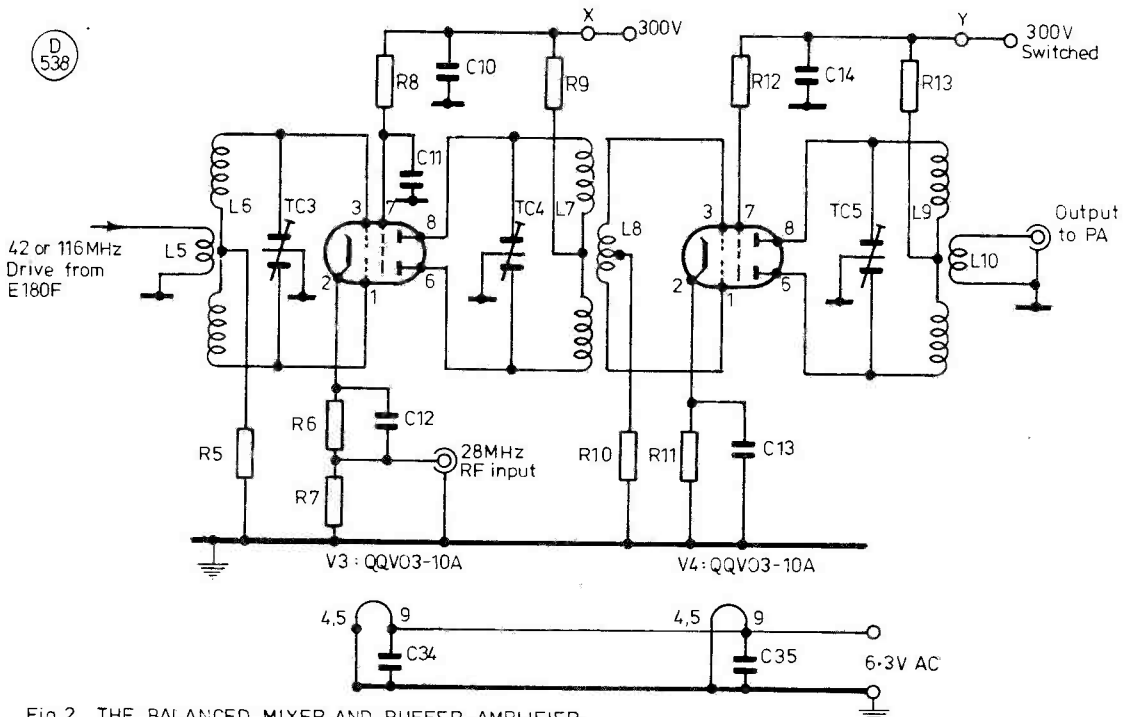 D
538
X
300V
Y
300V
Switched
C10
R8
R9
C14
R12
R13
C11
L6
TC3
3
7
8
TC4
L7
L8
3
7
8
TC5
L9
Output
to PA
42 or 116MHz
Drive from
E180F
L5
2
1
6
2
1
6
L10
R6
C12
R5
28MHz
RF input
R10
R11
C13
R7
V3: QQVO3-10A
V4: QQVO3-10A
4,5
9
4,5
9
C34
C35
6·3V AC
Fig.2. THE BALANCED MIXER AND BUFFER AMPLIFIER